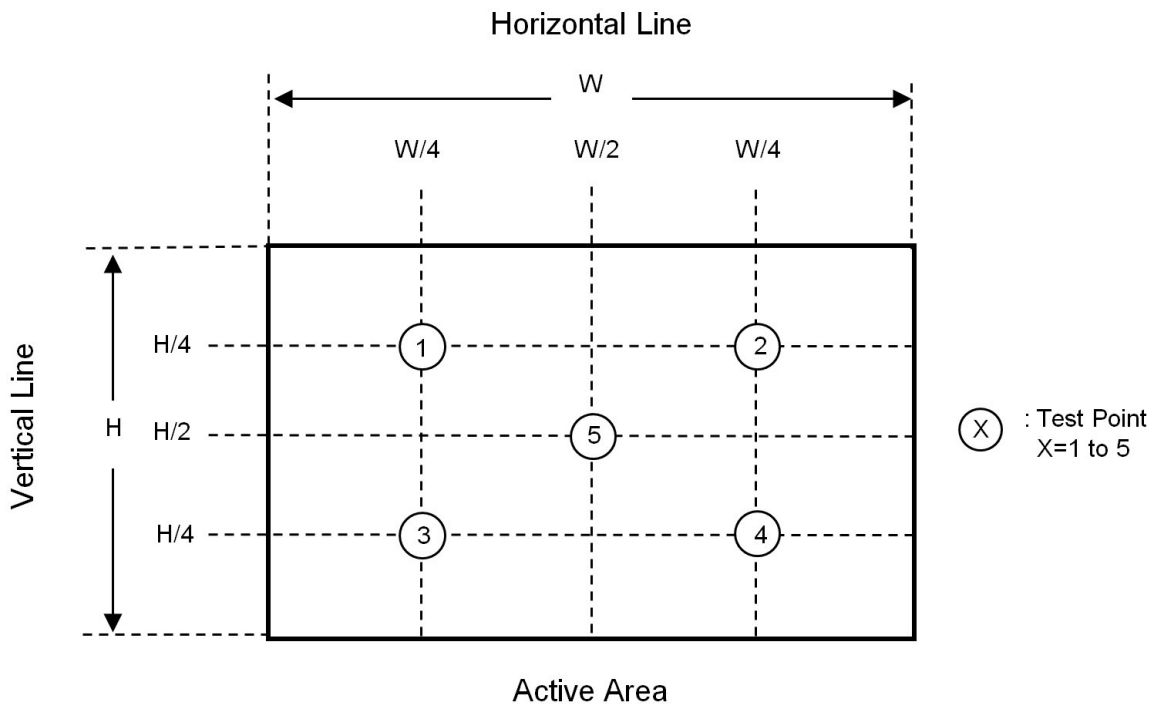 Horizontal Line
W
W/4 W/2 W/4
H/4
1 2
Vertical Line
H
H/2
5
X : Test Point
X=1 to 5
H/4
3 4
Active Area